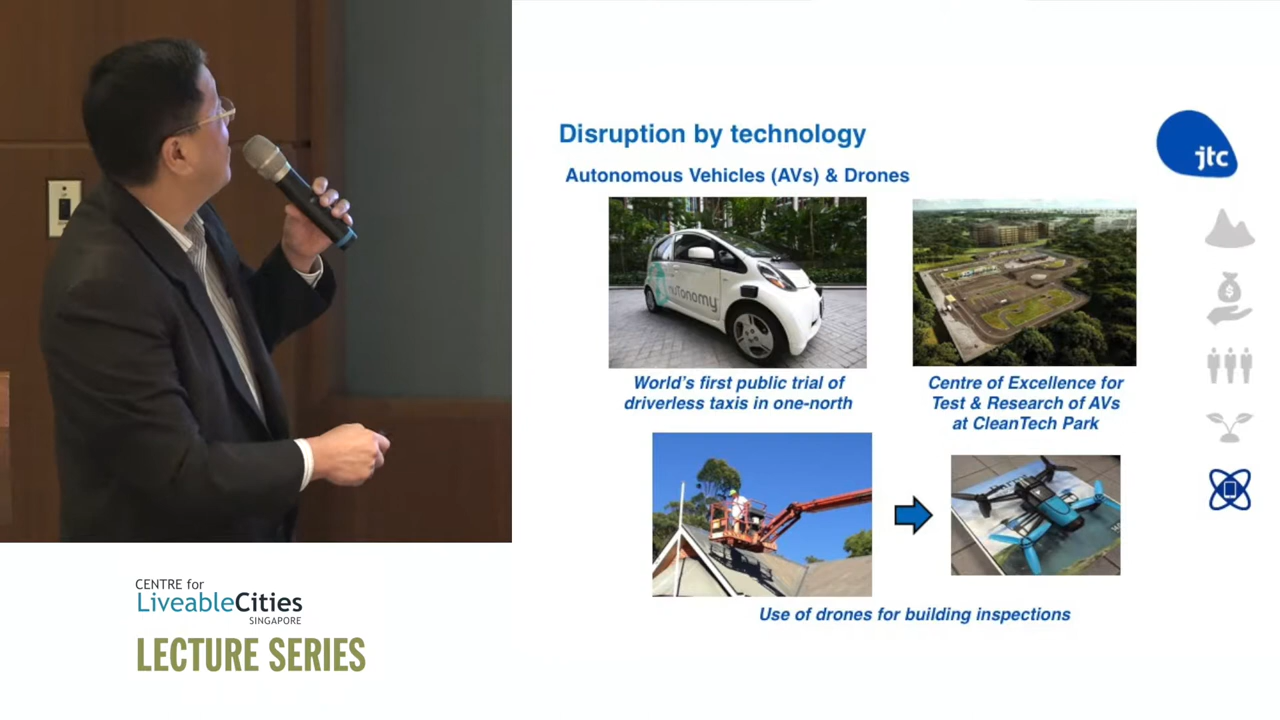 CENTRE for
LiveableCities
SINGAPORE
LECTURE SERIES
Disruption by technology
jtc
Autonomous Vehicles (AVs) & Drones
nuTonomy
World's first public trial of
driverless taxis in one-north
Centre of Excellence for
Test & Research of AVs
at CleanTech Park
$
Use of drones for building inspections